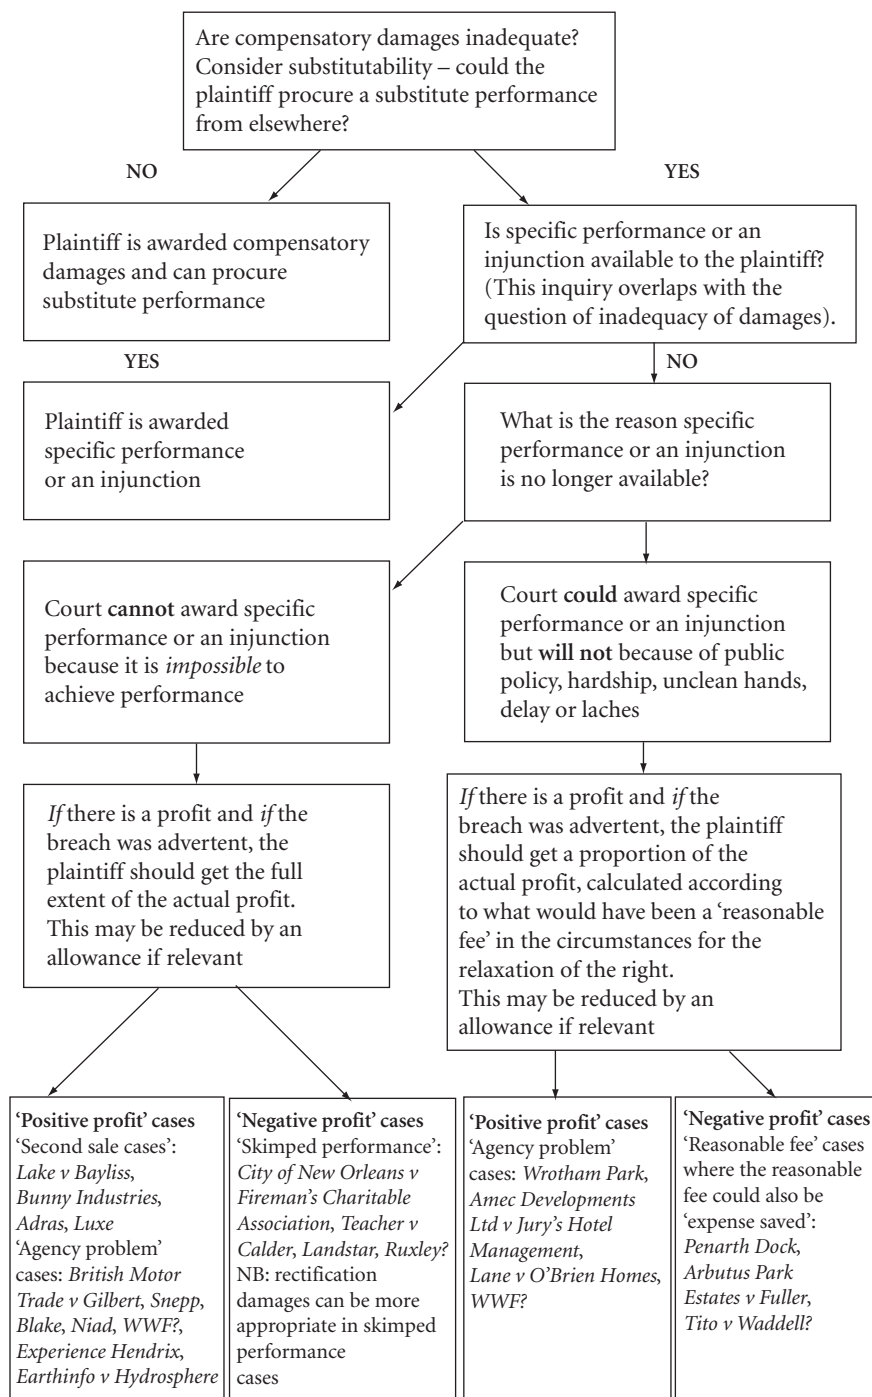 Are compensatory damages inadequate?
Consider substitutability – could the
plaintiff procure a substitute performance
from elsewhere?
NO
YES
Plaintiff is awarded compensatory
damages and can procure
substitute performance
Is specific performance or an
injunction available to the plaintiff?
(This inquiry overlaps with the
question of inadequacy of damages).
YES
NO
Plaintiff is awarded
specific performance
or an injunction
What is the reason specific
performance or an injunction
is no longer available?
Court cannot award specific
performance or an injunction
because it is impossible to
achieve performance
Court could award specific
performance or an injunction
but will not because of public
policy, hardship, unclean hands,
delay or laches
If there is a profit and if the
breach was advertent, the
plaintiff should get the full
extent of the actual profit.
This may be reduced by an
allowance if relevant
If there is a profit and if the
breach was advertent, the plaintiff
should get a proportion of the
actual profit, calculated according
to what would have been a ‘reasonable
fee’ in the circumstances for the
relaxation of the right.
This may be reduced by an
allowance if relevant
‘Positive profit’ cases
‘Second sale cases’:
Lake v Bayliss,
Bunny Industries,
Adras, Luxe
‘Agency problem’
cases: British Motor
Trade v Gilbert, Snepp,
Blake, Niad, WWF?,
Experience Hendrix,
Earthinfo v Hydrosphere
‘Negative profit’ cases
‘Skimped performance’:
City of New Orleans v
Fireman’s Charitable
Association, Teacher v
Calder, Landstar, Ruxley?
NB: rectification
damages can be more
appropriate in skimped
performance
cases
‘Positive profit’ cases
‘Agency problem’
cases: Wrotham Park,
Amec Developments
Ltd v Jury’s Hotel
Management,
Lane v O’Brien Homes,
WWF?
‘Negative profit’ cases
‘Reasonable fee’ cases
where the reasonable
fee could also be
‘expense saved’:
Penarth Dock,
Arbutus Park
Estates v Fuller,
Tito v Waddell?